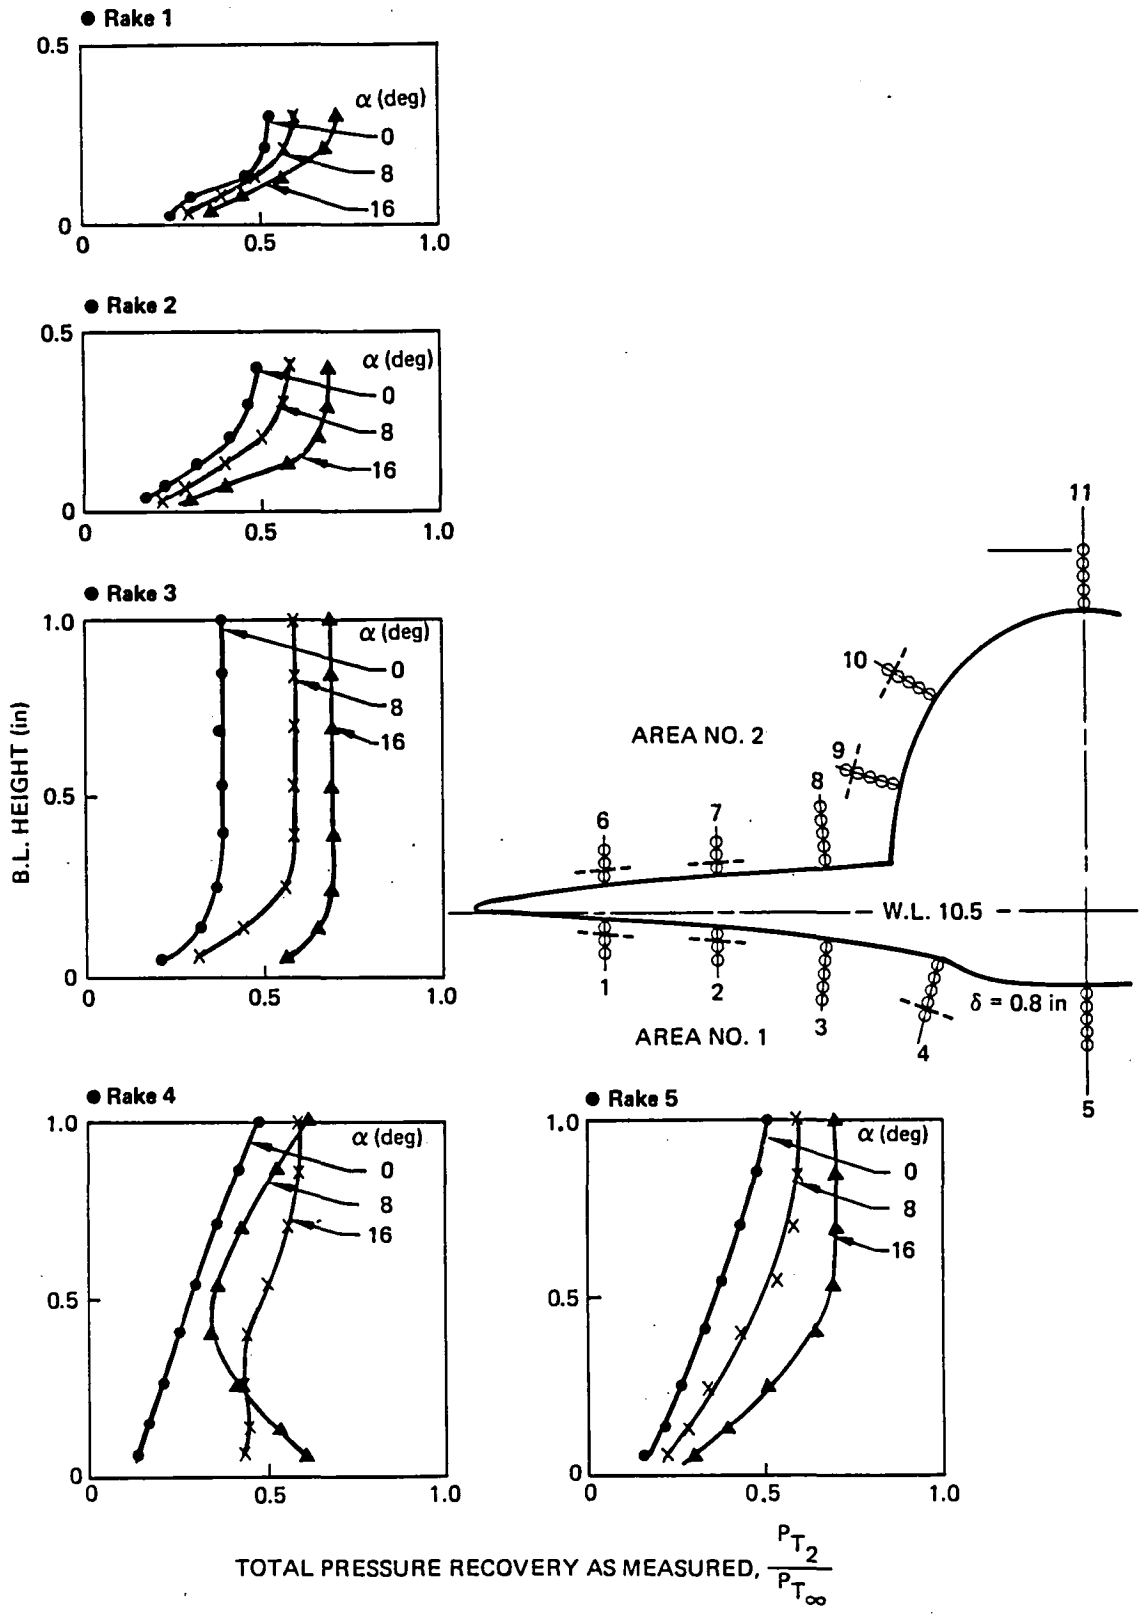 ● Rake 1
0.5
α (deg)
0
8
16
0
0 0.5 1.0
● Rake 2
0.5
α (deg)
0
8
16
0
0 0.5 1.0
● Rake 3
1.0
α (deg)
0
8
16
0.5
0
0 0.5 1.0
B.L. HEIGHT (in)
11
10
AREA NO. 2
9
8
7
6
W.L. 10.5
1
2
3
4
δ = 0.8 in
5
AREA NO. 1
● Rake 4
1.0
α (deg)
0
8
16
0.5
0
0 0.5 1.0
● Rake 5
1.0
α (deg)
0
8
16
0.5
0
0 0.5 1.0
TOTAL PRESSURE RECOVERY AS MEASURED, PT2/PT∞